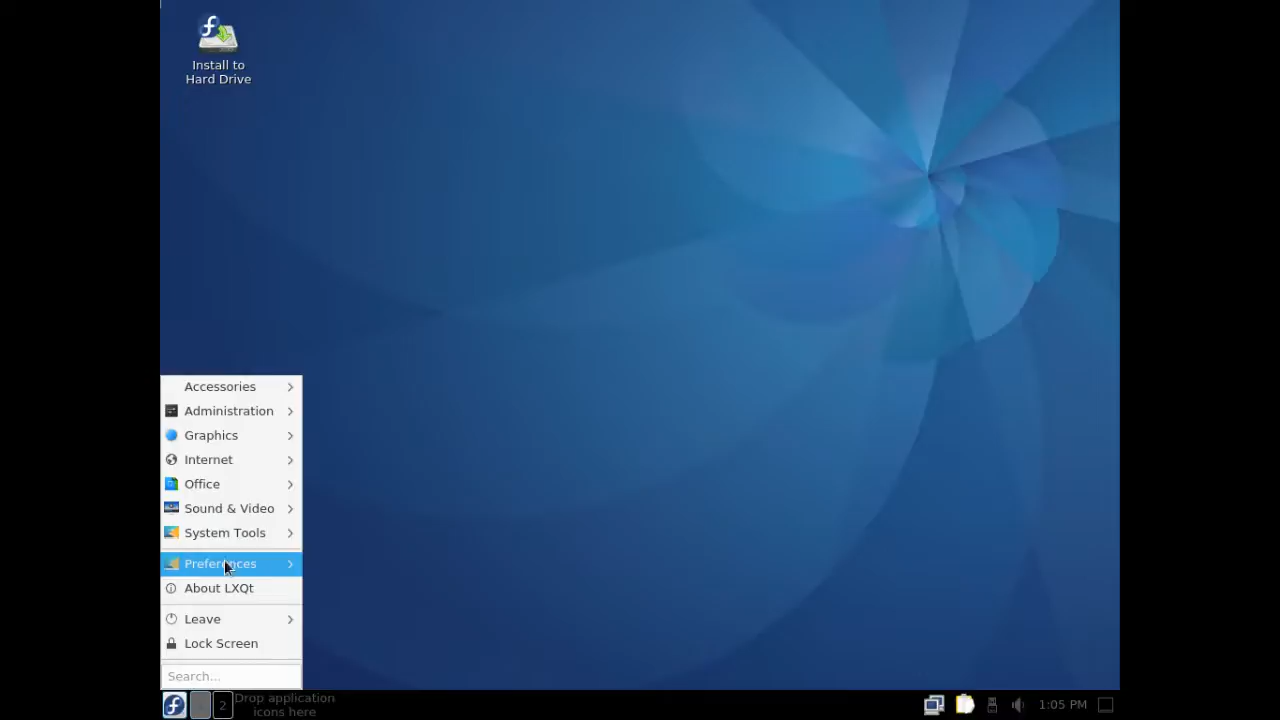 Install to
Hard Drive
Accessories
Administration
Graphics
Internet
Office
Sound & Video
System Tools
Preferences
About LXQt
Leave
Lock Screen
Search...
2
Drop application
icons here
1:05 PM